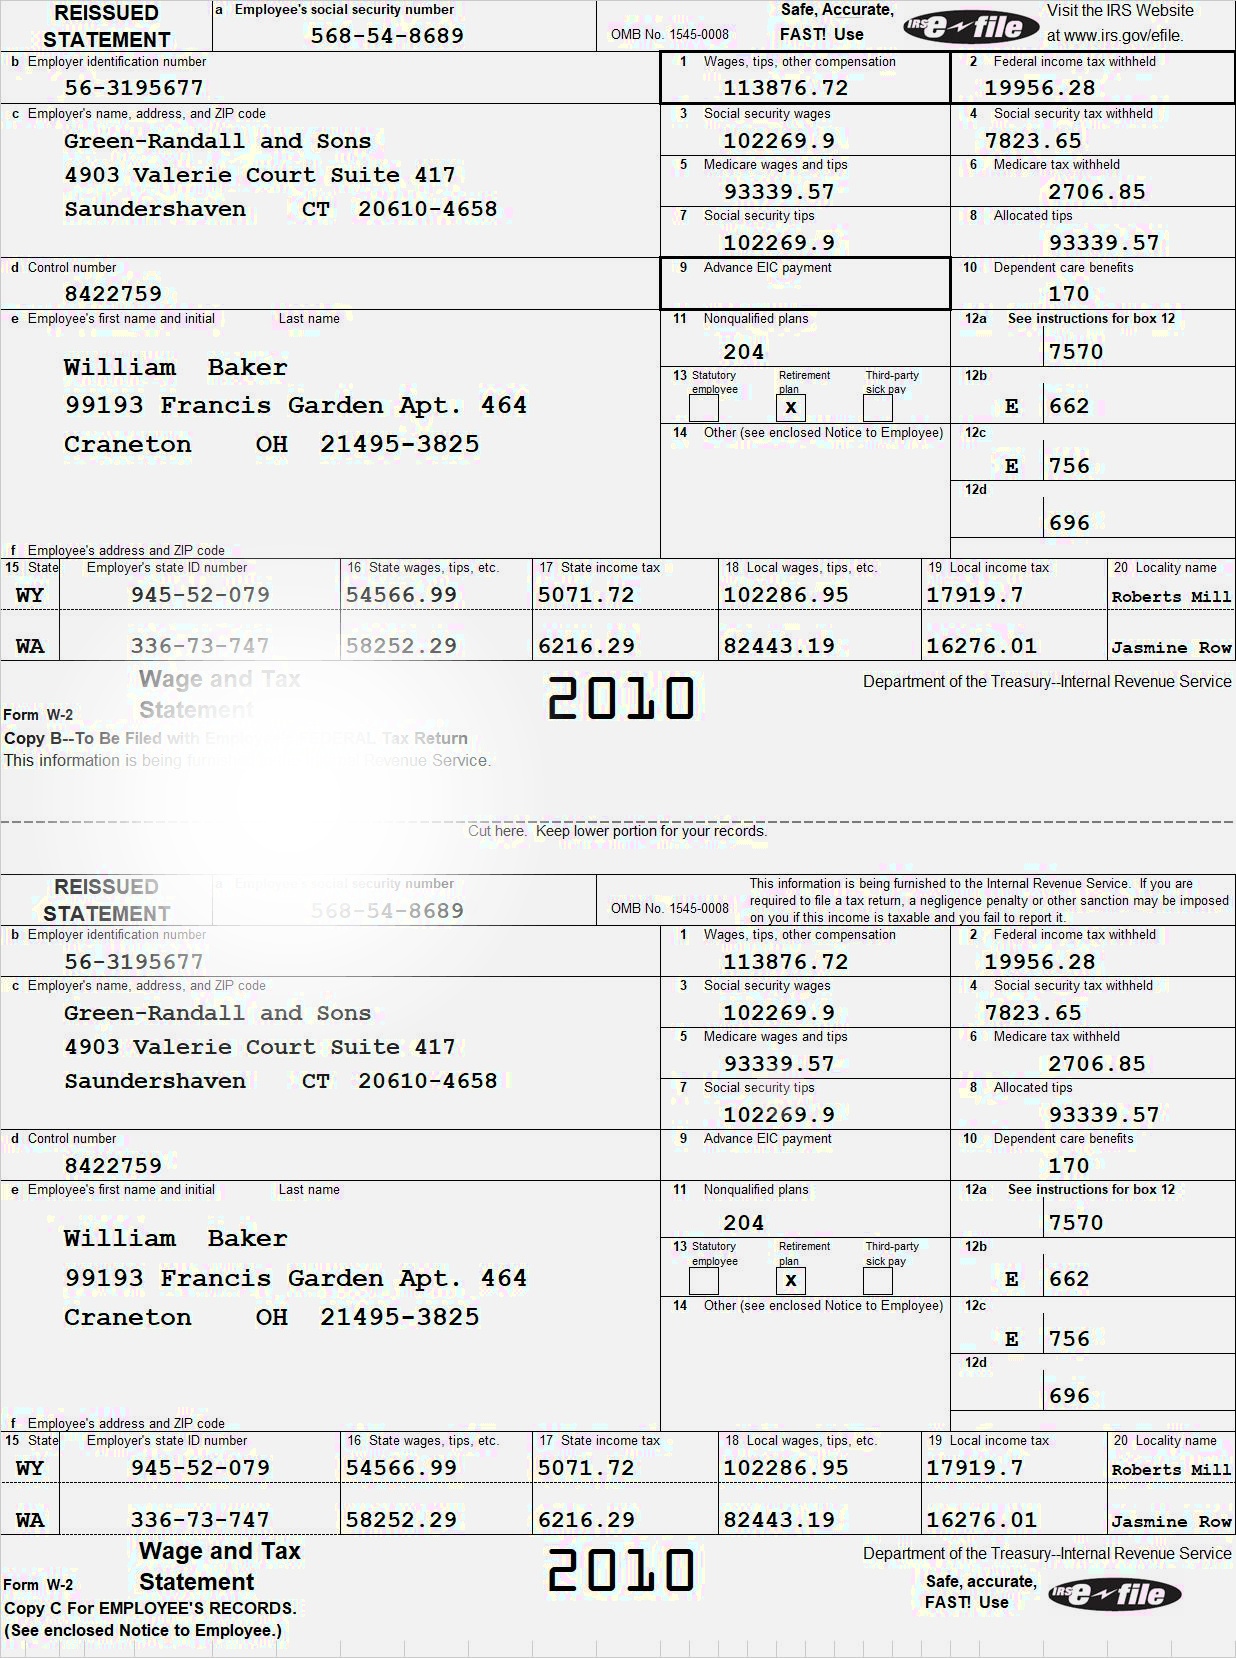 REISSUED STATEMENT
a Employee's social security number
568-54-8689
OMB No. 1545-0008
Safe, Accurate,
FAST! Use
IRS e-file
Visit the IRS Website
at www.irs.gov/efile.
b Employer identification number
56-3195677
1 Wages, tips, other compensation
113876.72
2 Federal income tax withheld
19956.28
c Employer's name, address, and ZIP code
Green-Randall and Sons
4903 Valerie Court Suite 417
Saundershaven CT 20610-4658
3 Social security wages
102269.9
4 Social security tax withheld
7823.65
5 Medicare wages and tips
93339.57
6 Medicare tax withheld
2706.85
7 Social security tips
102269.9
8 Allocated tips
93339.57
d Control number
8422759
9 Advance EIC payment
10 Dependent care benefits
170
e Employee's first name and initial Last name
William Baker
99193 Francis Garden Apt. 464
Craneton OH 21495-3825
11 Nonqualified plans
204
12a See instructions for box 12
7570
13 Statutory employee Retirement plan Third-party sick pay
X
12b
E 662
14 Other (see enclosed Notice to Employee)
12c
E 756
12d
696
f Employee's address and ZIP code
15 State Employer's state ID number 16 State wages, tips, etc. 17 State income tax 18 Local wages, tips, etc. 19 Local income tax 20 Locality name
WY 945-52-079 54566.99 5071.72 102286.95 17919.7 Roberts Mill
WA 336-73-747 58252.29 6216.29 82443.19 16276.01 Jasmine Row
Wage and Tax
Statement
Form W-2
2010
Department of the Treasury--Internal Revenue Service
Copy B--To Be Filed with Tax Return
This information is being Revenue Service.
Cut here. Keep lower portion for your records.
REISSUED STATEMENT
a Employee's social security number
568-54-8689
OMB No. 1545-0008
This information is being furnished to the Internal Revenue Service. If you are
required to file a tax return, a negligence penalty or other sanction may be imposed
on you if this income is taxable and you fail to report it.
b Employer identification number
56-3195677
1 Wages, tips, other compensation
113876.72
2 Federal income tax withheld
19956.28
c Employer's name, address, and ZIP code
Green-Randall and Sons
4903 Valerie Court Suite 417
Saundershaven CT 20610-4658
3 Social security wages
102269.9
4 Social security tax withheld
7823.65
5 Medicare wages and tips
93339.57
6 Medicare tax withheld
2706.85
7 Social security tips
102269.9
8 Allocated tips
93339.57
d Control number
8422759
9 Advance EIC payment
10 Dependent care benefits
170
e Employee's first name and initial Last name
William Baker
99193 Francis Garden Apt. 464
Craneton OH 21495-3825
11 Nonqualified plans
204
12a See instructions for box 12
7570
13 Statutory employee Retirement plan Third-party sick pay
X
12b
E 662
14 Other (see enclosed Notice to Employee)
12c
E 756
12d
696
f Employee's address and ZIP code
15 State Employer's state ID number 16 State wages, tips, etc. 17 State income tax 18 Local wages, tips, etc. 19 Local income tax 20 Locality name
WY 945-52-079 54566.99 5071.72 102286.95 17919.7 Roberts Mill
WA 336-73-747 58252.29 6216.29 82443.19 16276.01 Jasmine Row
Wage and Tax
Statement
Form W-2
2010
Department of the Treasury--Internal Revenue Service
Safe, accurate,
FAST! Use
IRS e-file
Copy C For EMPLOYEE'S RECORDS.
(See enclosed Notice to Employee.)